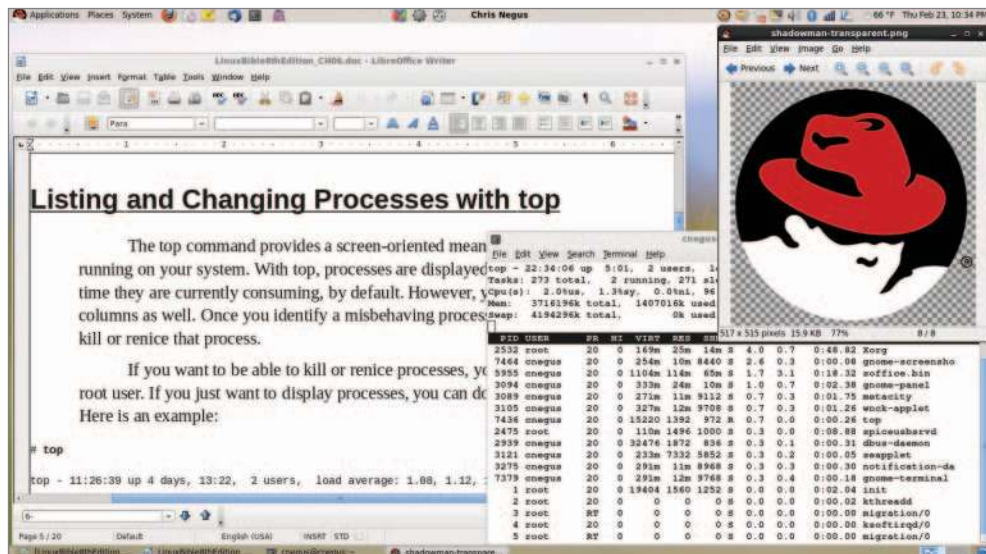 Applications Places System
Chris Negus
66 °F Thu Feb 23, 10:34 PM
LinuxBible8thEdition_CH06.doc - LibreOffice Writer
File Edit View Insert Format Table Tools Window Help
Para
Listing and Changing Processes with top
The top command provides a screen-oriented mean
running on your system. With top, processes are displayed
time they are currently consuming, by default. However, y
columns as well. Once you identify a misbehaving proces
kill or renice that process.
If you want to be able to kill or renice processes, yo
root user. If you just want to display processes, you can do
Here is an example:
# top
top - 11:26:39 up 4 days, 13:22, 2 users, load average: 1.08, 1.12,
Page 5 / 20 Default English (USA) INSRT STD
shadowman-transparent.png
File Edit View Image Go Help
Previous Next
517 x 515 pixels 15.9 KB 77% 8 / 8
cnegus
File Edit View Search Terminal Help
top - 22:34:06 up 5:01, 2 users, l
Tasks: 273 total, 2 running, 271 sl
Cpu(s): 2.0%us, 1.3%sy, 0.0%ni, 96
Mem: 3716196k total, 1407016k used
Swap: 4194296k total, 0k used
PID USER PR NI VIRT RES SHR
2532 root 20 0 169m 25m 14m S 4.0 0.7 0:48.82 Xorg
7464 cnegus 20 0 254m 10m 8440 S 2.6 0.3 0:00.08 gnome-screensho
5955 cnegus 20 0 1104m 114m 65m S 1.7 3.1 0:18.32 soffice.bin
3094 cnegus 20 0 333m 24m 10m S 1.0 0.7 0:02.38 gnome-panel
3089 cnegus 20 0 271m 11m 9112 S 0.7 0.3 0:01.75 metacity
3105 cnegus 20 0 327m 12m 9708 S 0.7 0.3 0:01.26 wnck-applet
7436 cnegus 20 0 15220 1392 972 R 0.7 0.0 0:00.26 top
2475 root 20 0 110m 1496 1000 S 0.3 0.0 0:08.88 spiceusbsrvd
2939 cnegus 20 0 32476 1872 836 S 0.3 0.1 0:00.31 dbus-daemon
3121 cnegus 20 0 233m 7332 5852 S 0.3 0.2 0:00.05 seapplet
3275 cnegus 20 0 291m 11m 8968 S 0.3 0.3 0:00.30 notification-da
7379 cnegus 20 0 291m 12m 9768 S 0.3 0.4 0:00.18 gnome-terminal
1 root 20 0 19404 1560 1252 S 0.0 0.0 0:02.04 init
2 root 20 0 0 0 0 S 0.0 0.0 0:00.02 kthreadd
3 root RT 0 0 0 0 S 0.0 0.0 0:00.00 migration/0
4 root 20 0 0 0 0 S 0.0 0.0 0:00.00 ksoftirqd/0
5 root RT 0 0 0 0 S 0.0 0.0 0:00.00 migration/0